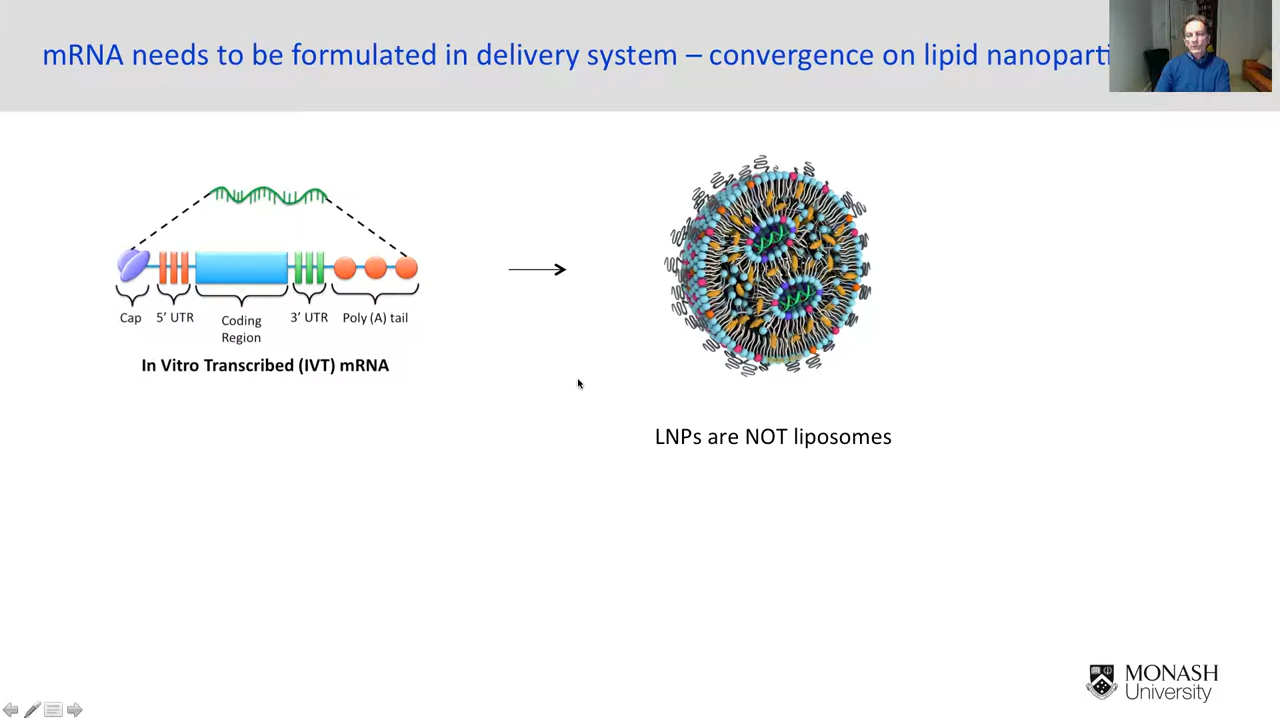 mRNA needs to be formulated in delivery system – convergence on lipid
Cap
5’ UTR
Coding
Region
3’ UTR
Poly (A) tail
In Vitro Transcribed (IVT) mRNA
LNPs are NOT liposomes
MONASH
University